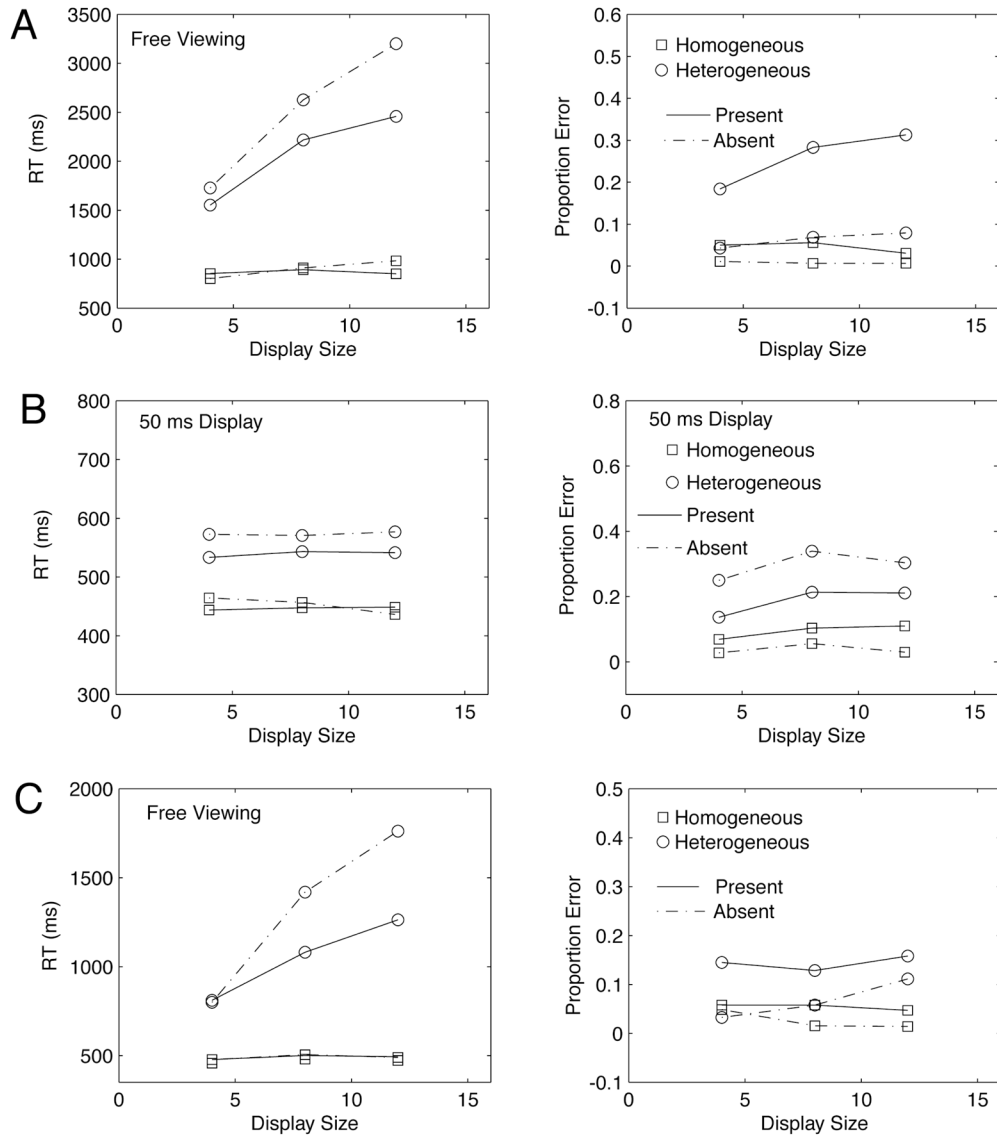 A
Free Viewing
3500
3000
2500
2000
1500
1000
500
0
5
10
15
RT (ms)
Display Size
Homogeneous
Heterogeneous
Present
Absent
0.6
0.5
0.4
0.3
0.2
0.1
0
-0.1
0
5
10
15
Proportion Error
Display Size
B
50 ms Display
800
700
600
500
400
300
0
5
10
15
RT (ms)
Display Size
50 ms Display
Homogeneous
Heterogeneous
Present
Absent
0.8
0.6
0.4
0.2
0
0
5
10
15
Proportion Error
Display Size
C
Free Viewing
2000
1500
1000
500
0
5
10
15
RT (ms)
Display Size
Homogeneous
Heterogeneous
Present
Absent
0.5
0.4
0.3
0.2
0.1
0
-0.1
0
5
10
15
Proportion Error
Display Size